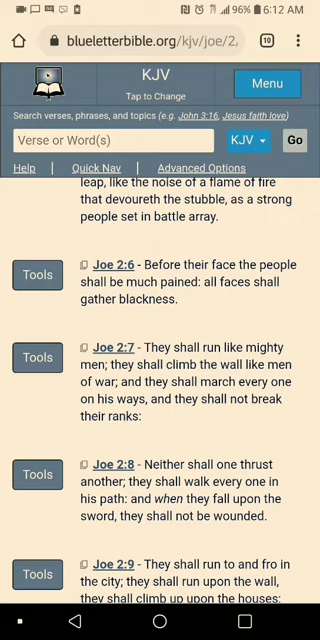 96% 6:12 AM
blueletterbible.org/kjv/joe/2,
10
KJV
Tap to Change
Menu
Search verses, phrases, and topics (e.g. John 3:16, Jesus faith love)
Verse or Word(s)
KJV
Go
Help | Quick Nav | Advanced Options
leap, like the noise of a flame of fire
that devoureth the stubble, as a strong
people set in battle array.
Tools
Joe 2:6 - Before their face the people
shall be much pained: all faces shall
gather blackness.
Tools
Joe 2:7 - They shall run like mighty
men; they shall climb the wall like men
of war; and they shall march every one
on his ways, and they shall not break
their ranks:
Tools
Joe 2:8 - Neither shall one thrust
another; they shall walk every one in
his path: and when they fall upon the
sword, they shall not be wounded.
Tools
Joe 2:9 - They shall run to and fro in
the city; they shall run upon the wall,
they shall climb up upon the houses;